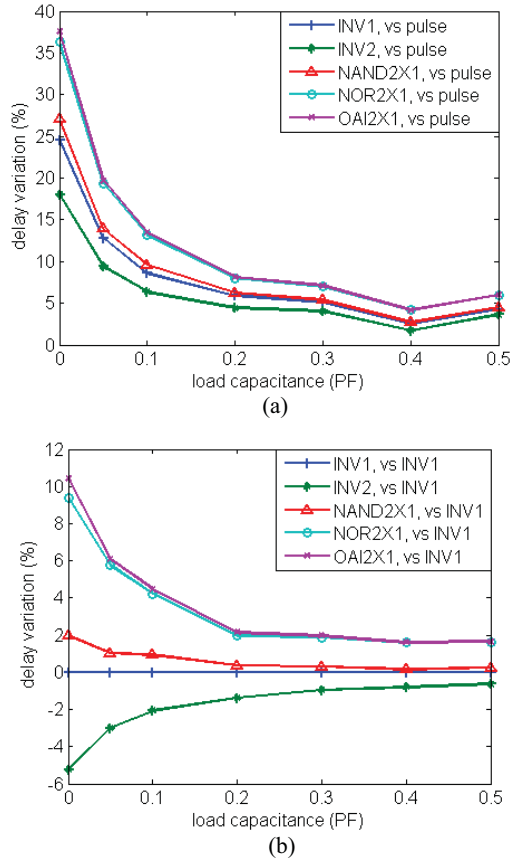 40
35
30
25
20
15
10
5
0
delay variation (%)
INV1, vs pulse
INV2, vs pulse
NAND2X1, vs pulse
NOR2X1, vs pulse
OAI2X1, vs pulse
0 0.1 0.2 0.3 0.4 0.5
load capacitance (PF)
(a)
12
10
8
6
4
2
0
-2
-4
-6
delay variation (%)
INV1, vs INV1
INV2, vs INV1
NAND2X1, vs INV1
NOR2X1, vs INV1
OAI2X1, vs INV1
0 0.1 0.2 0.3 0.4 0.5
load capacitance (PF)
(b)